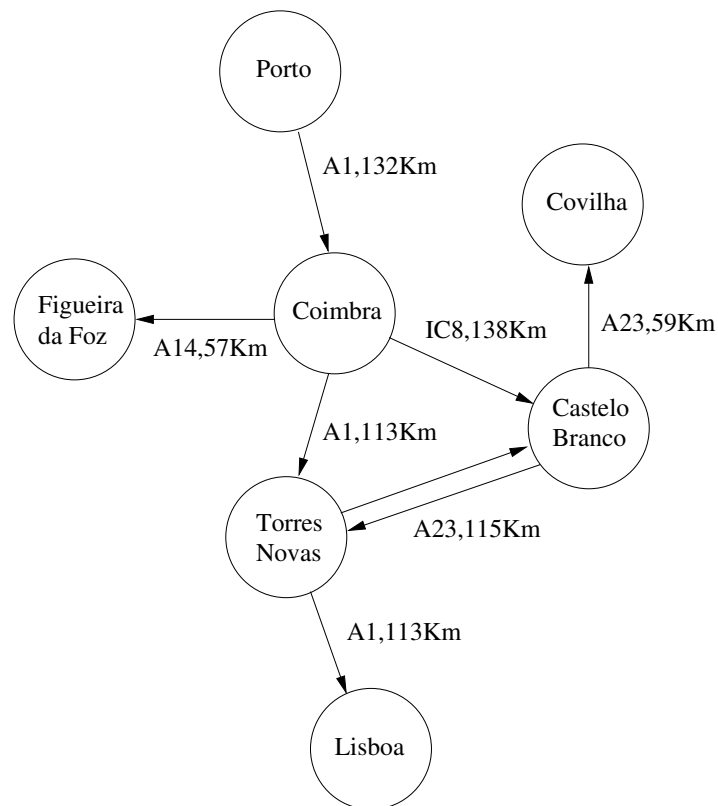 Porto
A1,132Km
Covilha
Figueira
da Foz
Coimbra
IC8,138Km
A23,59Km
A14,57Km
A1,113Km
Castelo
Branco
Torres
Novas
A23,115Km
A1,113Km
Lisboa